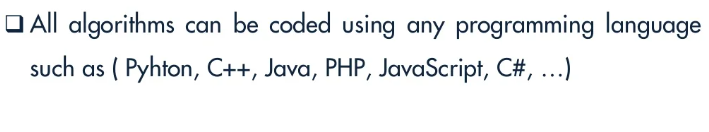 ❑ All algorithms can be coded using any programming language
such as ( Pyhton, C++, Java, PHP, JavaScript, C#, ...)